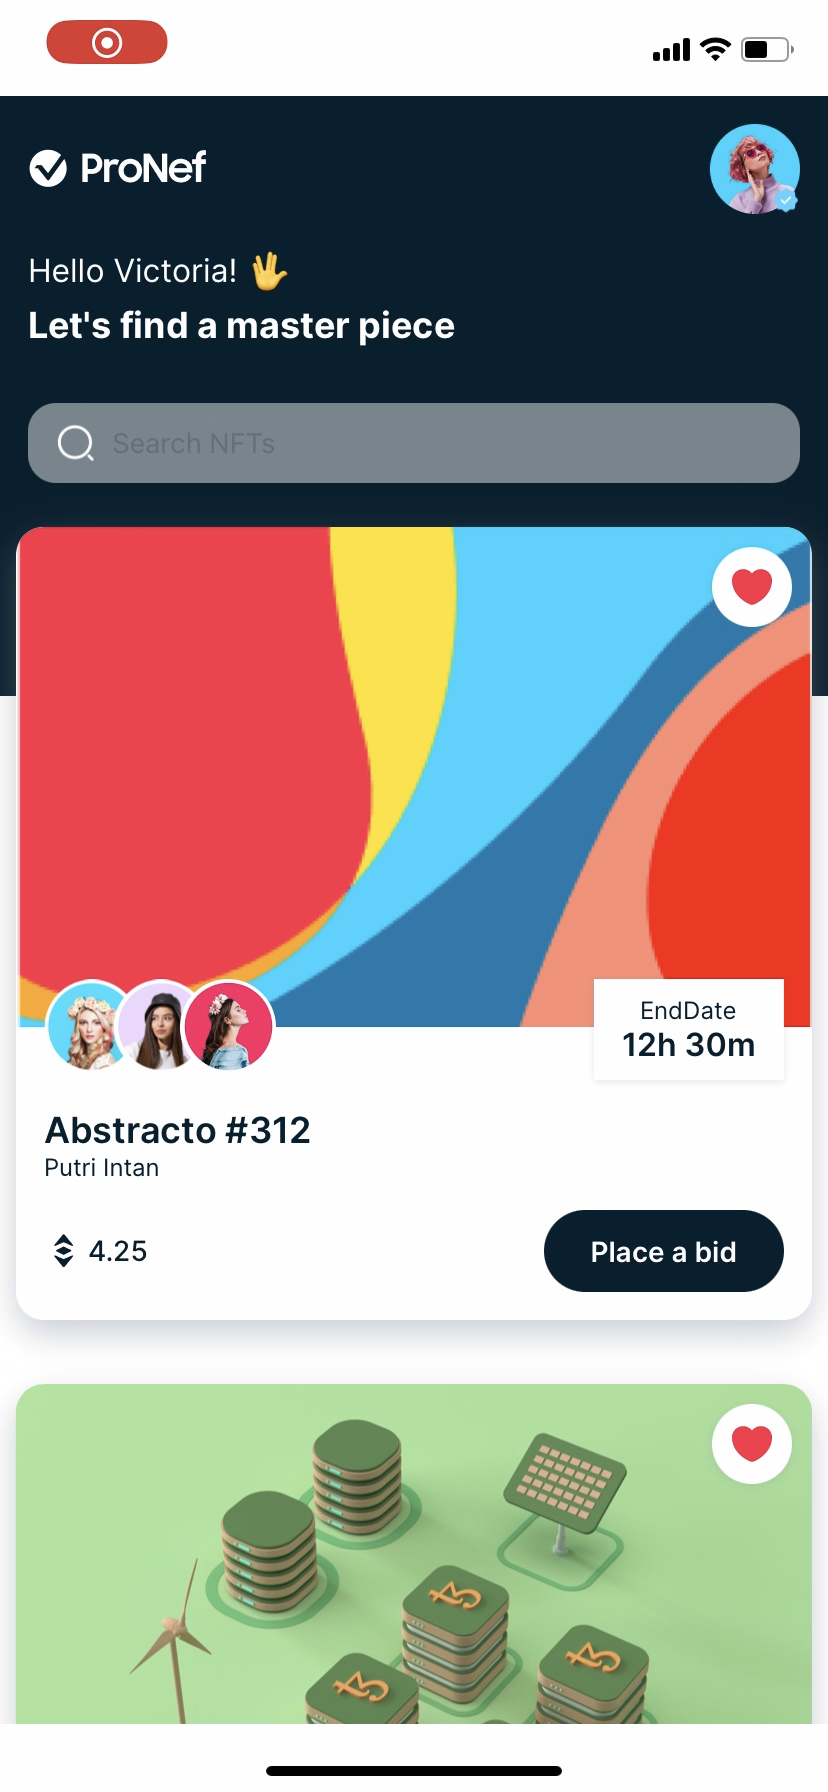 ProNef
Hello Victoria! 🖖
Let's find a master piece
Search NFTs
EndDate
12h 30m
Abstracto #312
Putri Intan
4.25
Place a bid